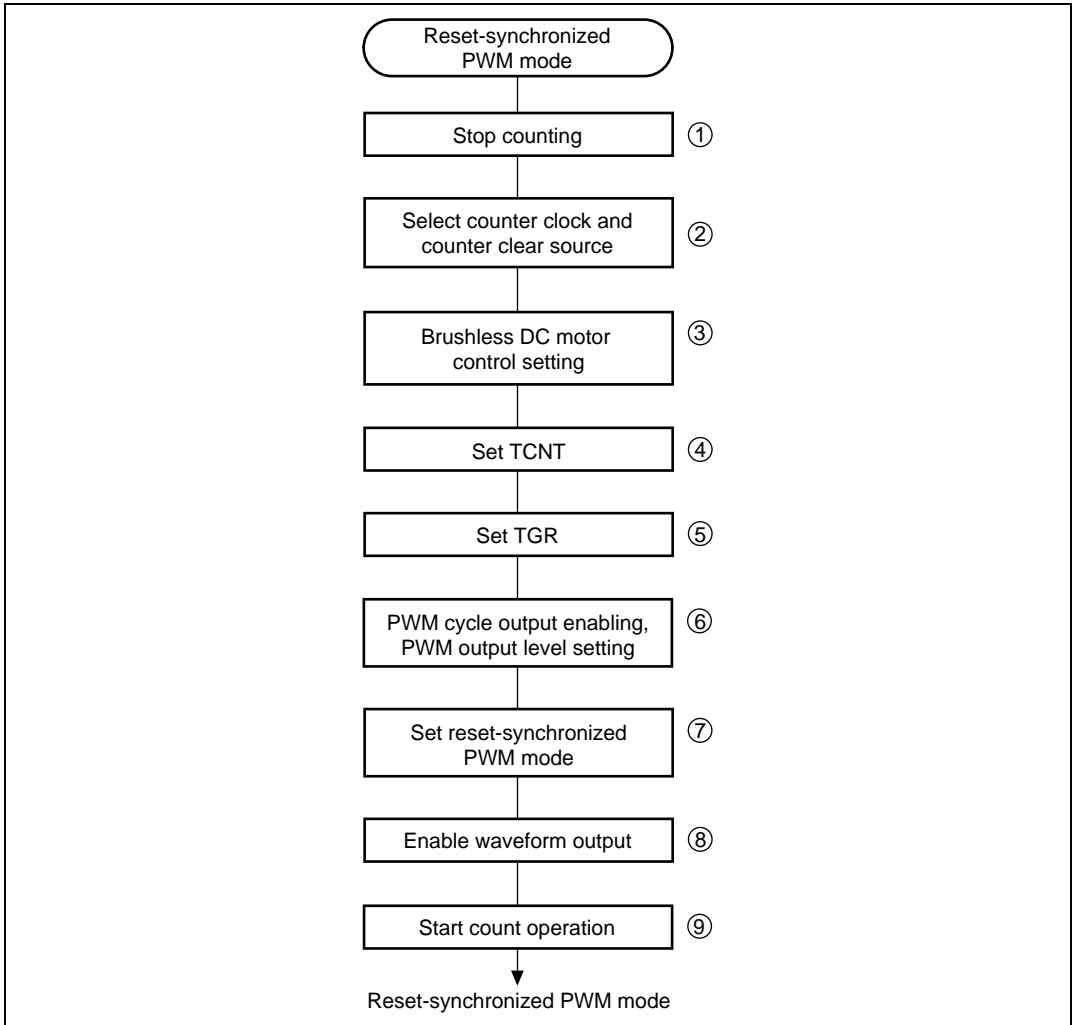 Reset-synchronized
PWM mode
Stop counting
①
Select counter clock and
counter clear source
②
Brushless DC motor
control setting
③
Set TCNT
④
Set TGR
⑤
PWM cycle output enabling,
PWM output level setting
⑥
Set reset-synchronized
PWM mode
⑦
Enable waveform output
⑧
Start count operation
⑨
Reset-synchronized PWM mode